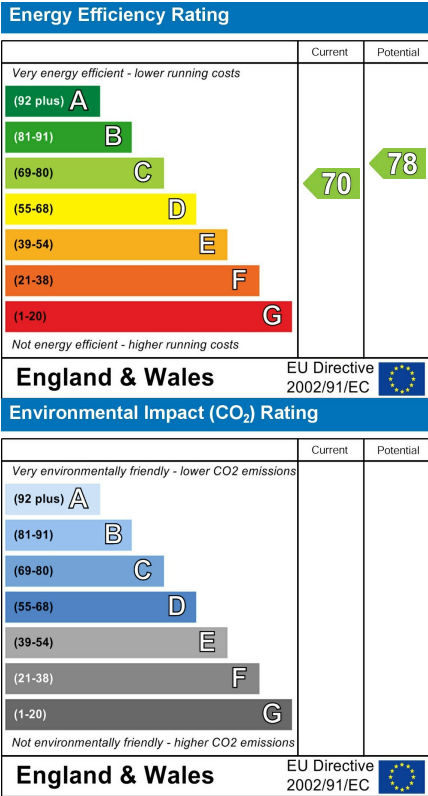 Energy Efficiency Rating
Current Potential
Very energy efficient - lower running costs
(92 plus) A
(81-91) B
(69-80) C
(55-68) D
(39-54) E
(21-38) F
(1-20) G
70
78
Not energy efficient - higher running costs
England & Wales
EU Directive
2002/91/EC
Environmental Impact (CO₂) Rating
Current Potential
Very environmentally friendly - lower CO2 emissions
(92 plus) A
(81-91) B
(69-80) C
(55-68) D
(39-54) E
(21-38) F
(1-20) G
Not environmentally friendly - higher CO2 emissions
England & Wales
EU Directive
2002/91/EC